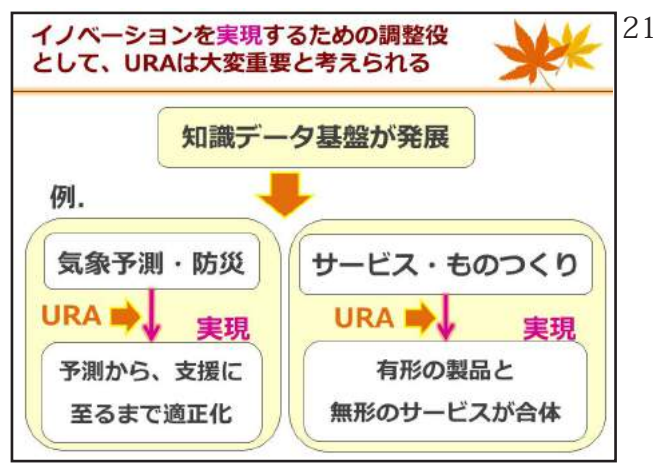 イノベーションを実現するための調整役
として、URAは大変重要と考えられる
21
知識データ基盤が発展
例.
気象予測・防災
URA
実現
予測から、支援に
至るまで適正化
サービス・ものつくり
URA
実現
有形の製品と
無形のサービスが合体